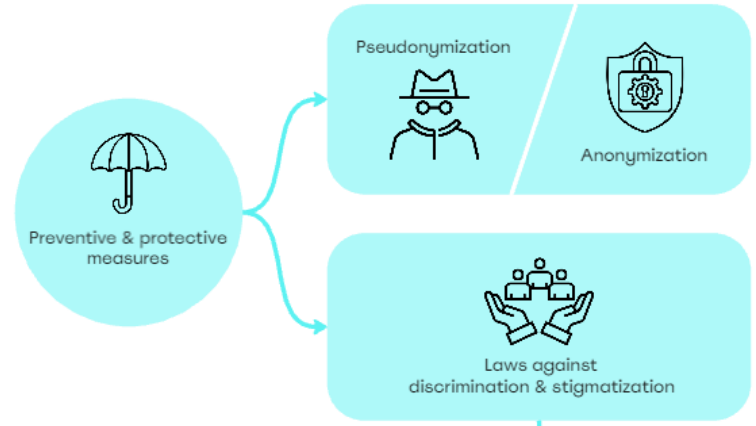 Pseudonymization
Anonymization
Preventive & protective
measures
Laws against
discrimination & stigmatization